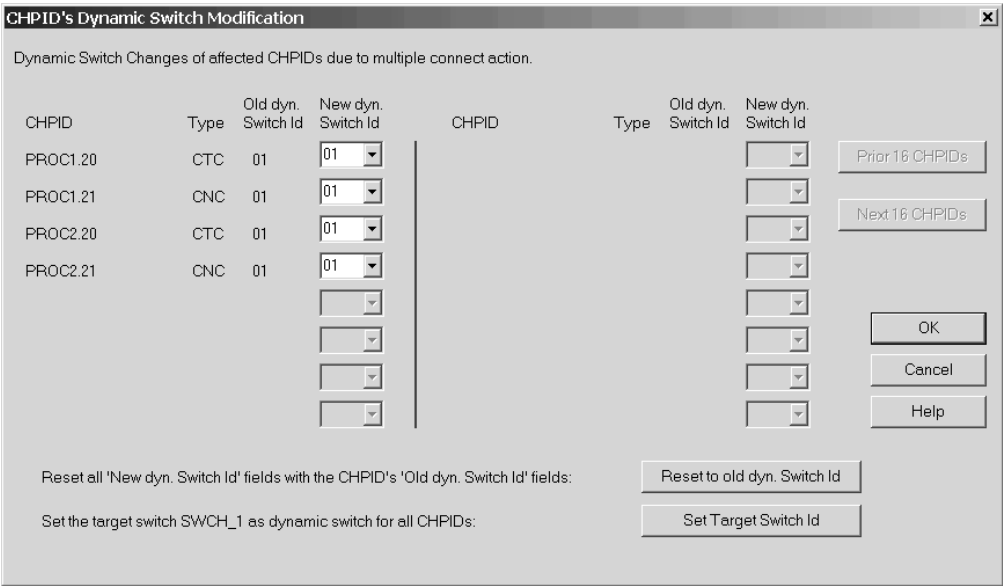 CHPID's Dynamic Switch Modification
Dynamic Switch Changes of affected CHPIDs due to multiple connect action.
CHPID Type Old dyn. Switch Id New dyn. Switch Id CHPID Type Old dyn. Switch Id New dyn. Switch Id
PROC1.20 CTC 01 01
Prior 16 CHPIDs
PROC1.21 CNC 01 01
Next 16 CHPIDs
PROC2.20 CTC 01 01
PROC2.21 CNC 01 01
OK
Cancel
Help
Reset all 'New dyn. Switch Id' fields with the CHPID's 'Old dyn. Switch Id' fields: Reset to old dyn. Switch Id
Set the target switch SWCH_1 as dynamic switch for all CHPIDs: Set Target Switch Id